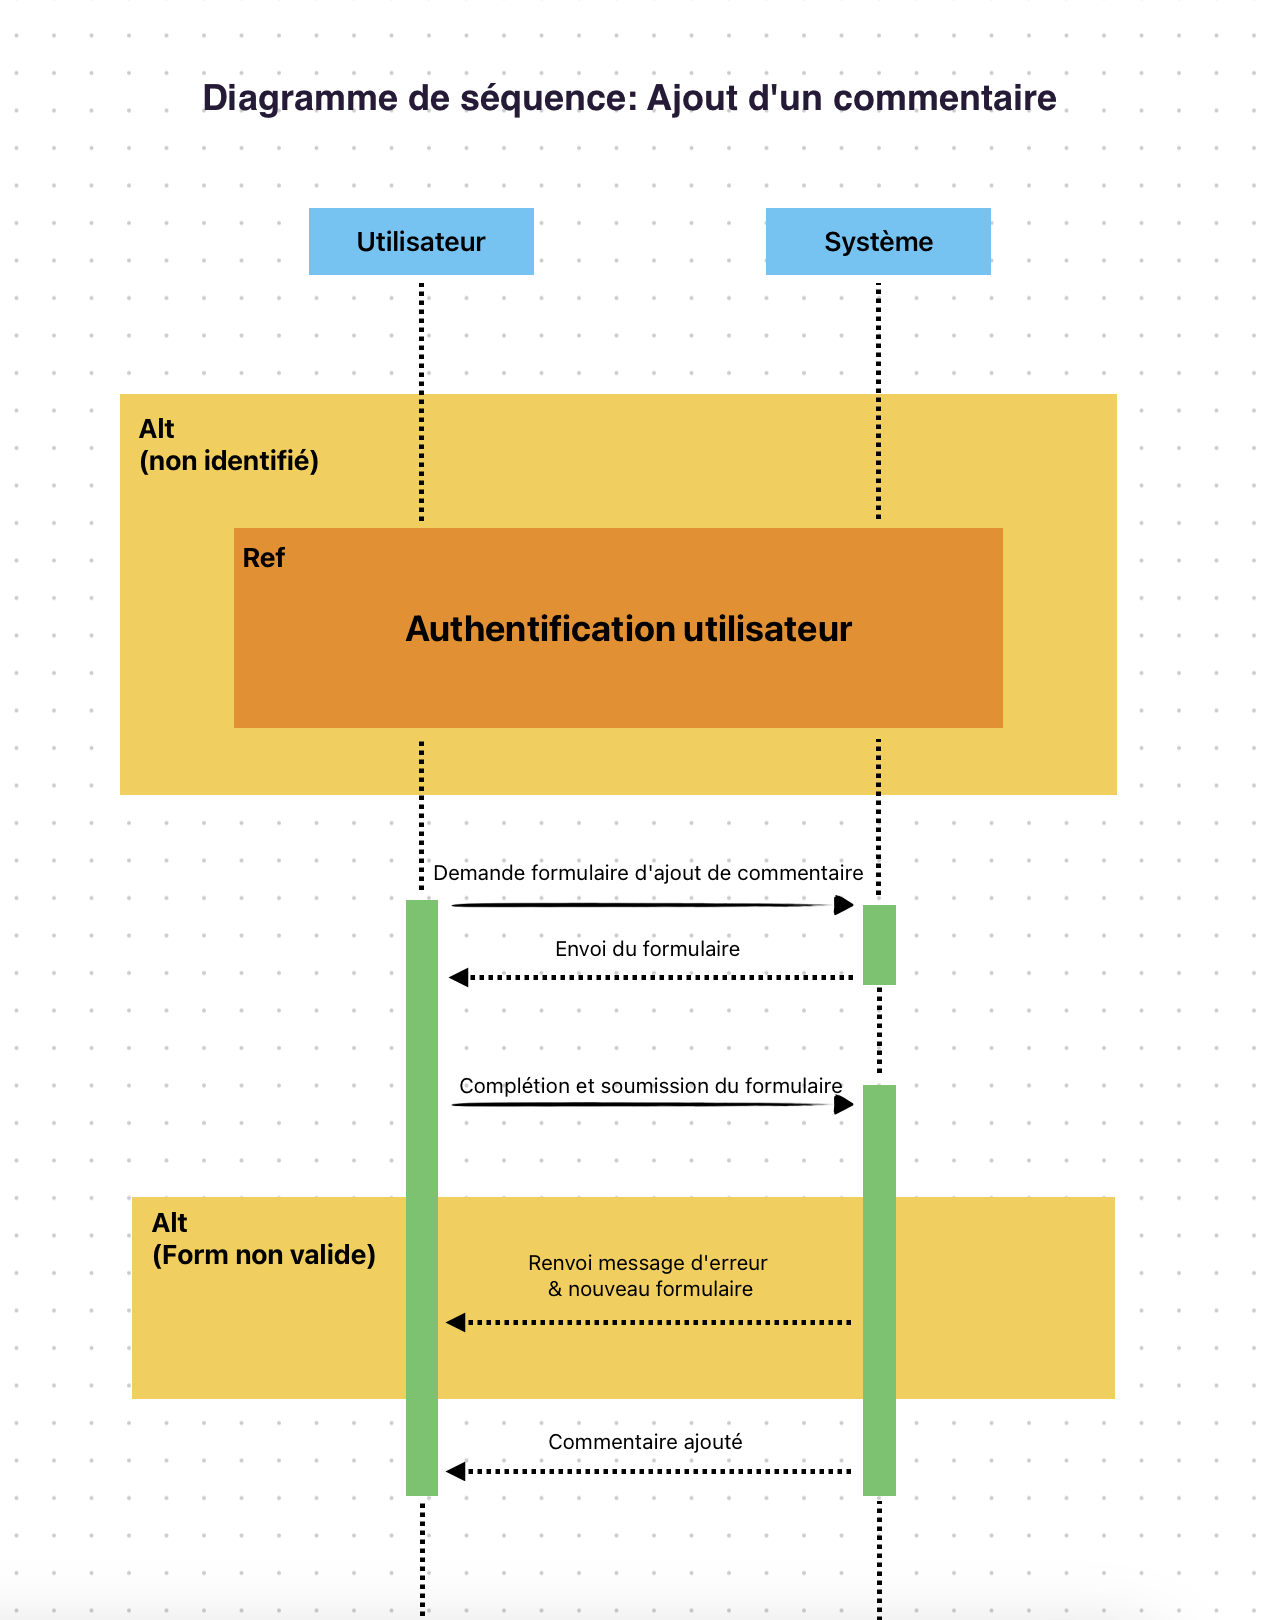 Diagramme de séquence: Ajout d'un commentaire
Utilisateur
Système
Alt
(non identifié)
Ref
Authentification utilisateur
Demande formulaire d'ajout de commentaire
Envoi du formulaire
Complétion et soumission du formulaire
Alt
(Form non valide)
Renvoi message d'erreur
& nouveau formulaire
Commentaire ajouté